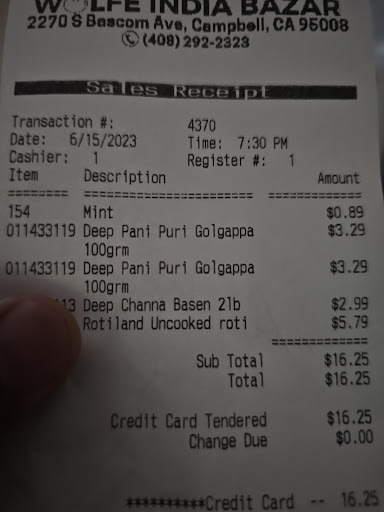 WOLFE INDIA BAZAR
2270 S Bascom Ave, Campbell, CA 95008
(408) 292-2323
Sales Receipt
Transaction #: 4370
Date: 6/15/2023 Time: 7:30 PM
Cashier: 1 Register #: 1
Item Description Amount
======== ========================= =============
154 Mint $0.89
011433119 Deep Pani Puri Golgappa $3.29
100grm
011433119 Deep Pani Puri Golgappa $3.29
100grm
13 Deep Channa Basen 2lb $2.99
Rotiland Uncooked roti $5.79
=============
Sub Total $16.25
Total $16.25
Credit Card Tendered $16.25
Change Due $0.00
**********Credit Card -- 16.25